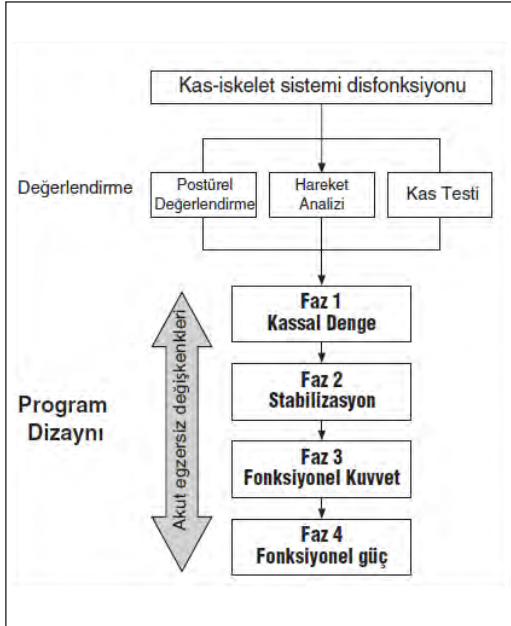 Kas-iskelet sistemi disfonksiyonu
Değerlendirme
Postürel
Değerlendirme
Hareket
Analizi
Kas Testi
Faz 1
Kassal Denge
Faz 2
Stabilizasyon
Program
Dizaynı
Akut egzersiz değişkenleri
Faz 3
Fonksiyonel Kuvvet
Faz 4
Fonksiyonel güç